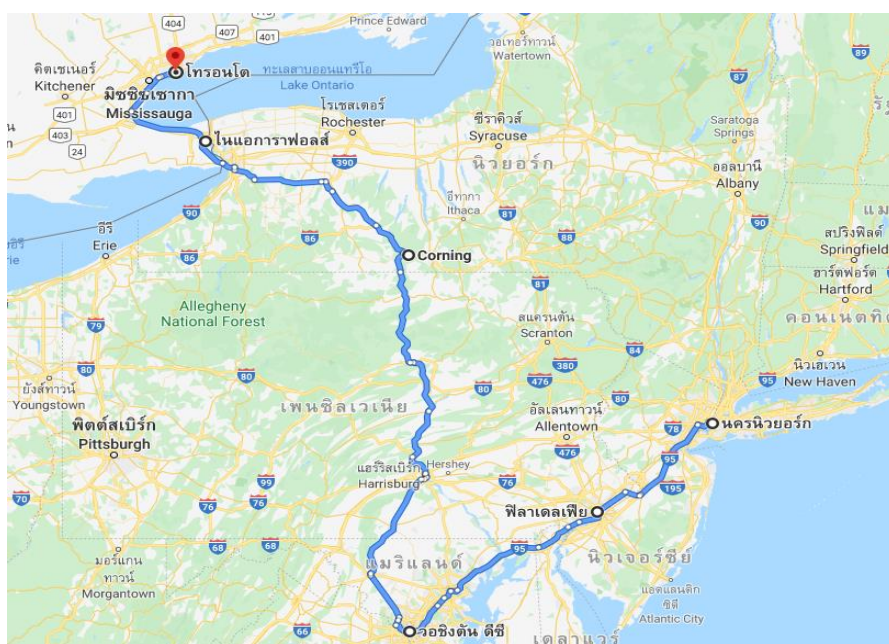 404
Prince Edward
407
401
401
วอเทอร์ทาวน์
Watertown
89
87
คิตเชเนอร์
Kitchener
โทรอนโต
ทะเลสาบออนแทรีโอ
Lake Ontario
มิซซิซอเซากา
Mississauga
401
403
24
ไนแอการาฟอลส์
โรเชสเตอร์
Rochester
390
ซีราคิวส์
Syracuse
Saratoga
Springs
นิวยอร์ก
ออลบานี
Albany
90
อีทากา
Ithaca
81
88
90
อีรี
Erie
86
86
Corning
81
สปริงฟิลด์
Springfield
ฮาร์ตฟอร์ด
Hartford
คอนเนตทิ
Allegheny
National Forest
79
80
80
ยังส์ทาวน์
Youngstown
สแครนตัน
Scranton
84
380
476
80
80
นิวเฮเวน
New Haven
95
เพนซิลเวเนีย
อัลเลนทาวน์
Allentown
78
นครนิวยอร์ก
พิตต์สเบิร์ก
Pittsburgh
แฮร์ริสเบิร์ก
Harrisburg
Hershey
476
76
95
195
99
70
76
76
ฟิลาเดลเฟีย
68
68
มอร์แกน
ทาวน์
Morgantown
แมริแลนด์
95
นิวเจอร์ซีย์
แอตแลนติก
ซิตี
Atlantic City
66
วอชิงตัน ดีซี
เดลาแวร์